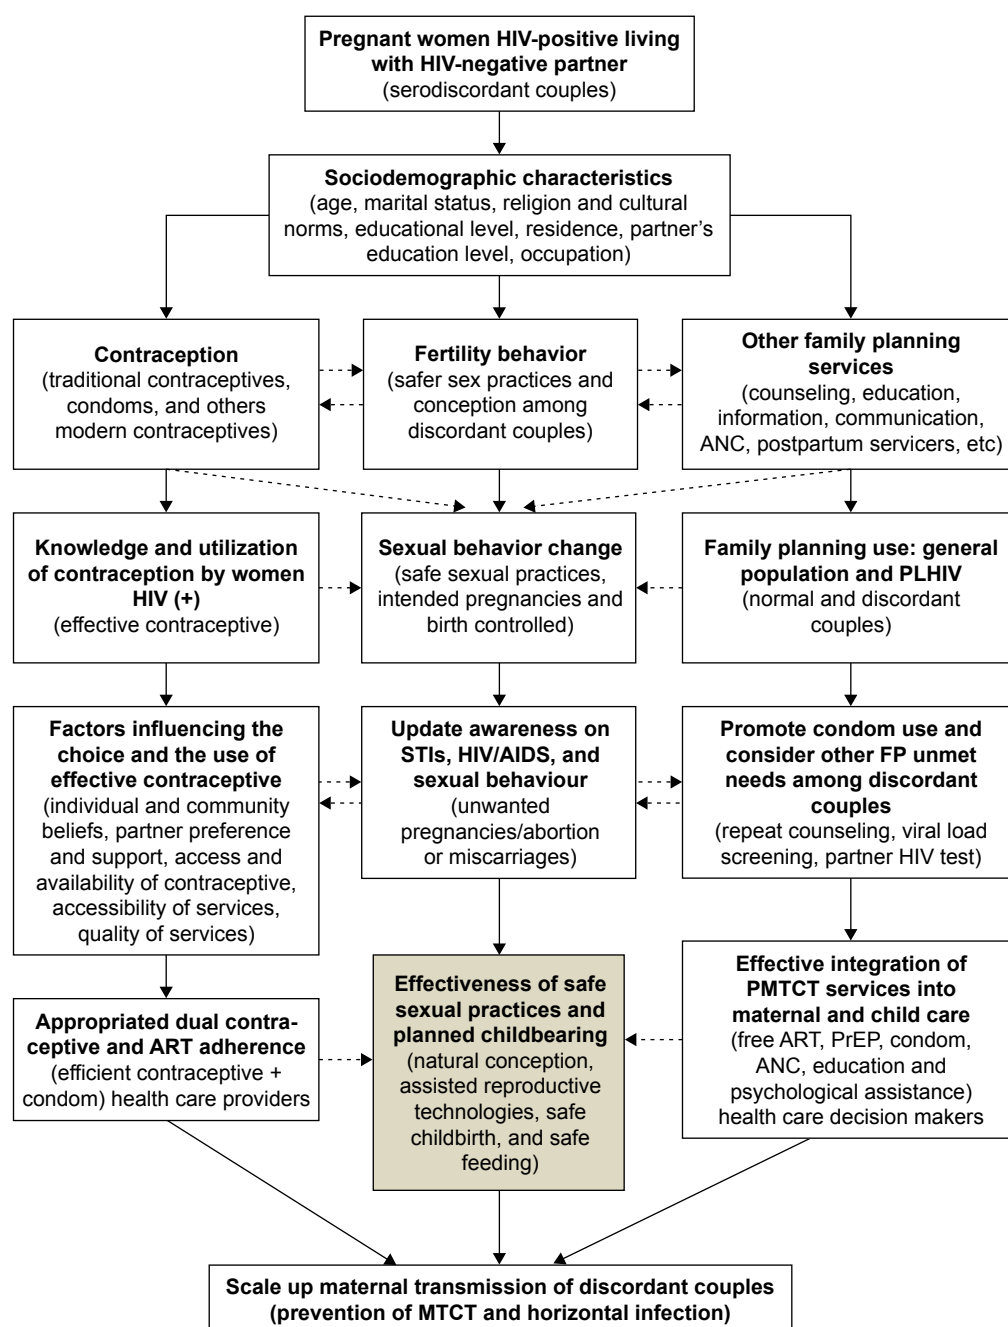 Pregnant women HIV-positive living
with HIV-negative partner
(serodiscordant couples)
Sociodemographic characteristics
(age, marital status, religion and cultural
norms, educational level, residence, partner's
education level, occupation)
Contraception
(traditional contraceptives,
condoms, and others
modern contraceptives)
Fertility behavior
(safer sex practices and
conception among
discordant couples)
Other family planning
services
(counseling, education,
information, communication,
ANC, postpartum servicers, etc)
Knowledge and utilization
of contraception by women
HIV (+)
(effective contraceptive)
Sexual behavior change
(safe sexual practices,
intended pregnancies and
birth controlled)
Family planning use: general
population and PLHIV
(normal and discordant
couples)
Factors influencing the
choice and the use of
effective contraceptive
(individual and community
beliefs, partner preference
and support, access and
availability of contraceptive,
accessibility of services,
quality of services)
Update awareness on
STIs, HIV/AIDS, and
sexual behaviour
(unwanted
pregnancies/abortion
or miscarriages)
Promote condom use and
consider other FP unmet
needs among discordant
couples
(repeat counseling, viral load
screening, partner HIV test)
Appropriated dual contra-
ceptive and ART adherence
(efficient contraceptive +
condom) health care providers
Effectiveness of safe
sexual practices and
planned childbearing
(natural conception,
assisted reproductive
technologies, safe
childbirth, and safe
feeding)
Effective integration of
PMTCT services into
maternal and child care
(free ART, PrEP, condom,
ANC, education and
psychological assistance)
health care decision makers
Scale up maternal transmission of discordant couples
(prevention of MTCT and horizontal infection)